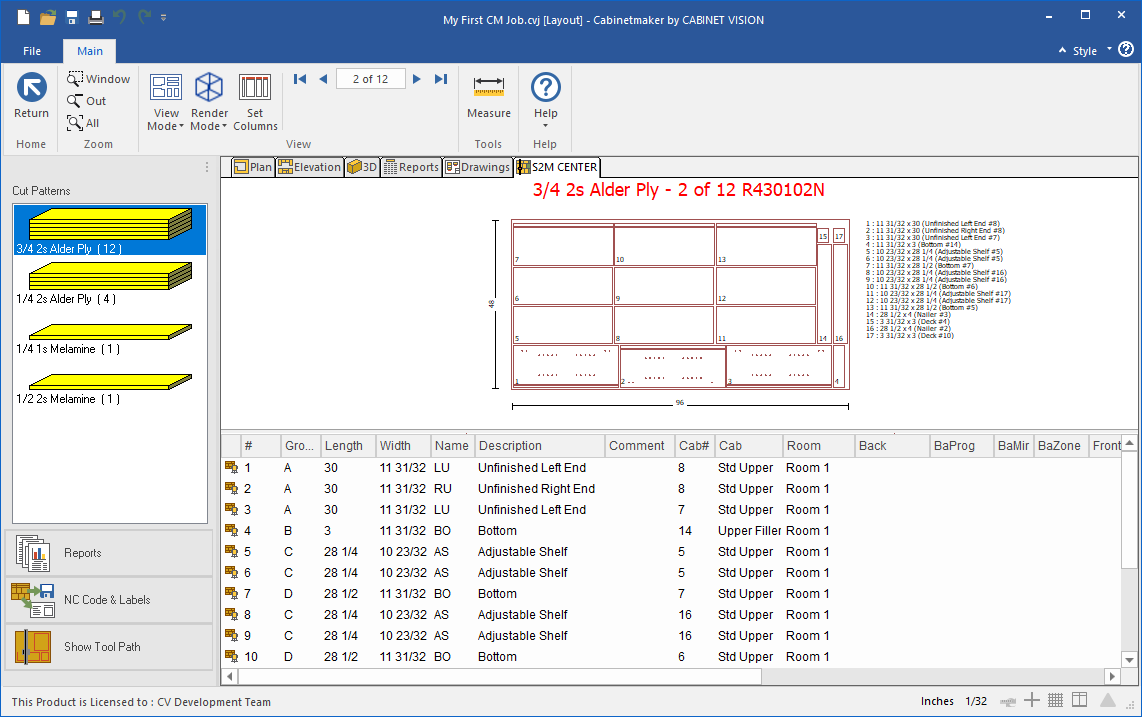 My First CM Job.cvj [Layout] - Cabinetmaker by CABINET VISION
File Main Style
Return
Home
Window
Out
All
Zoom
View Mode
Render Mode
Set Columns
2 of 12
View
Measure
Tools
Help
Help
Cut Patterns
3/4 2s Alder Ply ( 12 )
1/4 2s Alder Ply ( 4 )
1/4 1s Melamine ( 1 )
1/2 2s Melamine ( 1 )
Reports
NC Code & Labels
Show Tool Path
Plan Elevation 3D Reports Drawings S2M CENTER
3/4 2s Alder Ply - 2 of 12 R430102N
7 10 13 15 17
6 9 12
5 8 11 14 16
1 2 3 4
48
96
1 : 11 31/32 x 30 (Unfinished Left End #8)
2 : 11 31/32 x 30 (Unfinished Right End #8)
3 : 11 31/32 x 30 (Unfinished Left End #7)
4 : 11 31/32 x 3 (Bottom #14)
5 : 10 23/32 x 28 1/4 (Adjustable Shelf #5)
6 : 10 23/32 x 28 1/4 (Adjustable Shelf #5)
7 : 11 31/32 x 28 1/2 (Bottom #7)
8 : 10 23/32 x 28 1/4 (Adjustable Shelf #16)
9 : 10 23/32 x 28 1/4 (Adjustable Shelf #16)
10 : 11 31/32 x 28 1/2 (Bottom #6)
11 : 10 23/32 x 28 1/4 (Adjustable Shelf #17)
12 : 10 23/32 x 28 1/4 (Adjustable Shelf #17)
13 : 11 31/32 x 28 1/2 (Bottom #5)
14 : 28 1/2 x 4 (Nailer #3)
15 : 3 31/32 x 3 (Deck #4)
16 : 28 1/2 x 4 (Nailer #2)
17 : 3 31/32 x 3 (Deck #10)
# Gro... Length Width Name Description Comment Cab# Cab Room Back BaProg BaMir BaZone Front
1 A 30 11 31/32 LU Unfinished Left End 8 Std Upper Room 1
2 A 30 11 31/32 RU Unfinished Right End 8 Std Upper Room 1
3 A 30 11 31/32 LU Unfinished Left End 7 Std Upper Room 1
4 B 3 11 31/32 BO Bottom 14 Upper Filler Room 1
5 C 28 1/4 10 23/32 AS Adjustable Shelf 5 Std Upper Room 1
6 C 28 1/4 10 23/32 AS Adjustable Shelf 5 Std Upper Room 1
7 D 28 1/2 11 31/32 BO Bottom 7 Std Upper Room 1
8 C 28 1/4 10 23/32 AS Adjustable Shelf 16 Std Upper Room 1
9 C 28 1/4 10 23/32 AS Adjustable Shelf 16 Std Upper Room 1
10 D 28 1/2 11 31/32 BO Bottom 6 Std Upper Room 1
This Product is Licensed to : CV Development Team
Inches 1/32